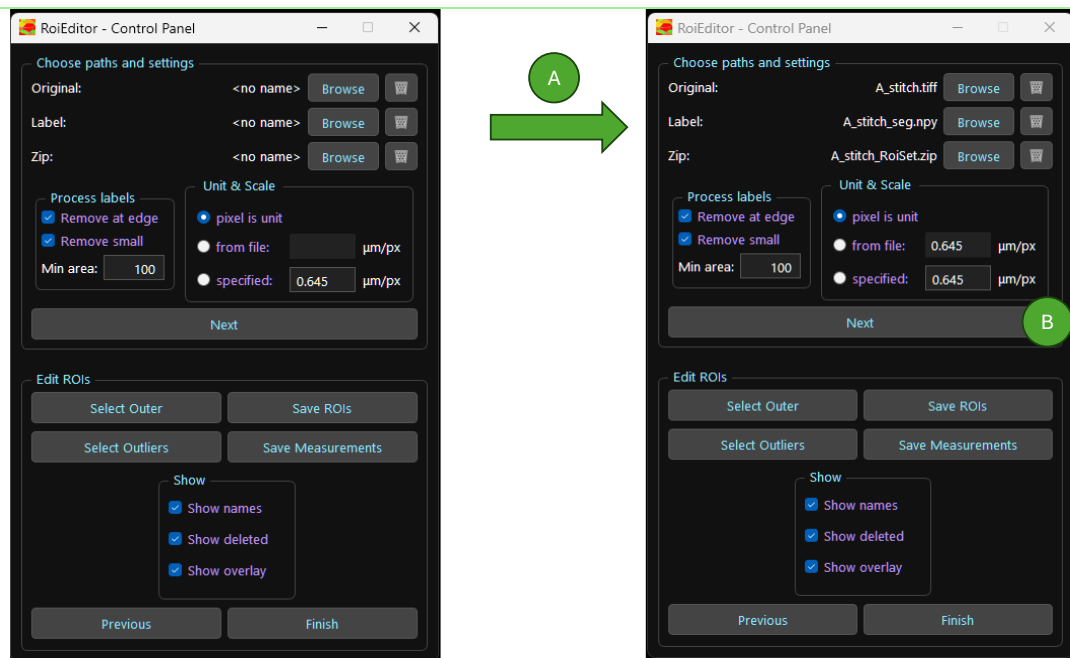 RoiEditor - Control Panel
Choose paths and settings
Original: <no name> Browse
Label: <no name> Browse
Zip: <no name> Browse
Process labels
Remove at edge
Remove small
Min area: 100
Unit & Scale
pixel is unit
from file: µm/px
specified: 0.645 µm/px
Next
Edit ROIs
Select Outer Save ROIs
Select Outliers Save Measurements
Show
Show names
Show deleted
Show overlay
Previous Finish
A
RoiEditor - Control Panel
Choose paths and settings
Original: A_stitch.tiff Browse
Label: A_stitch_seg.npy Browse
Zip: A_stitch_RoiSet.zip Browse
Process labels
Remove at edge
Remove small
Min area: 100
Unit & Scale
pixel is unit
from file: 0.645 µm/px
specified: 0.645 µm/px
Next
B
Edit ROIs
Select Outer Save ROIs
Select Outliers Save Measurements
Show
Show names
Show deleted
Show overlay
Previous Finish